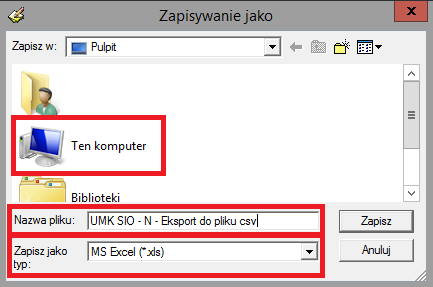 Zapisywanie jako
x
Zapisz w: Pulpit
Ten komputer
Biblioteki
Nazwa pliku: UMK SIO - N - Eksport do pliku csv
Zapisz
Zapisz jako typ: MS Excel (*.xls)
Anuluj